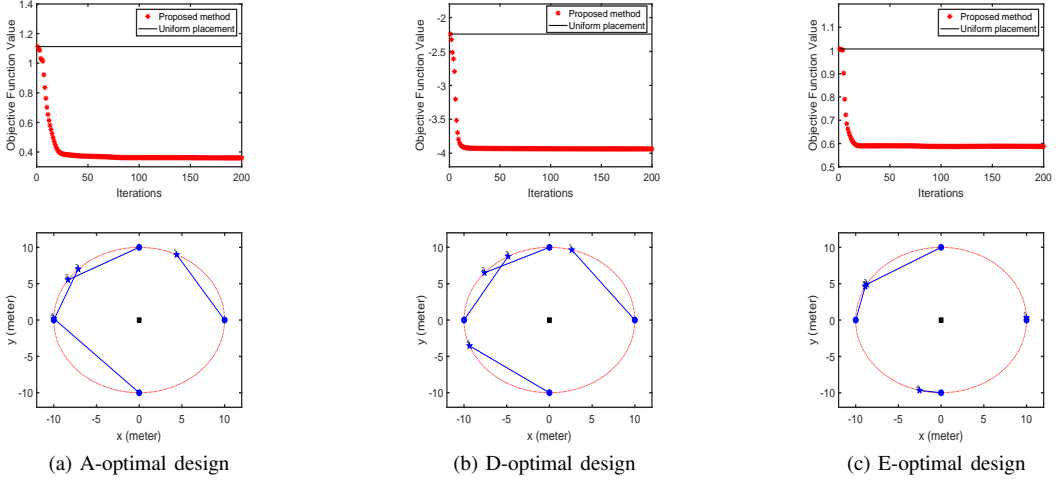 1.4
1.2
1
0.8
0.6
0.4
Objective Function Value
Proposed method
Uniform placement
0 50 100 150 200
Iterations
-2
-2.5
-3
-3.5
-4
Objective Function Value
Proposed method
Uniform placement
0 50 100 150 200
Iterations
1.1
1
0.9
0.8
0.7
0.6
0.5
Objective Function Value
Proposed method
Uniform placement
0 50 100 150 200
Iterations
10
5
0
-5
-10
y (meter)
-10 -5 0 5 10
x (meter)
10
5
0
-5
-10
y (meter)
-10 -5 0 5 10
x (meter)
10
5
0
-5
-10
y (meter)
-10 -5 0 5 10
x (meter)
(a) A-optimal design
(b) D-optimal design
(c) E-optimal design